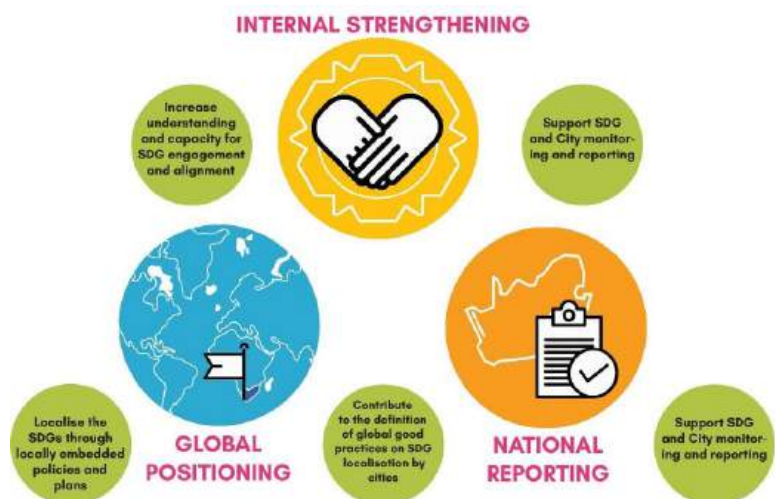 INTERNAL STRENGTHENING
Increase
understanding
and capacity for
SDG engagement
and alignment
Support SDG
and City monitor-
ing and reporting
Localise the
SDGs through
locally embedded
policies and
plans
GLOBAL
POSITIONING
Contribute
to the definition
of global good
practices on SDG
localisation by
cities
NATIONAL
REPORTING
Support SDG
and City monitor-
ing and reporting